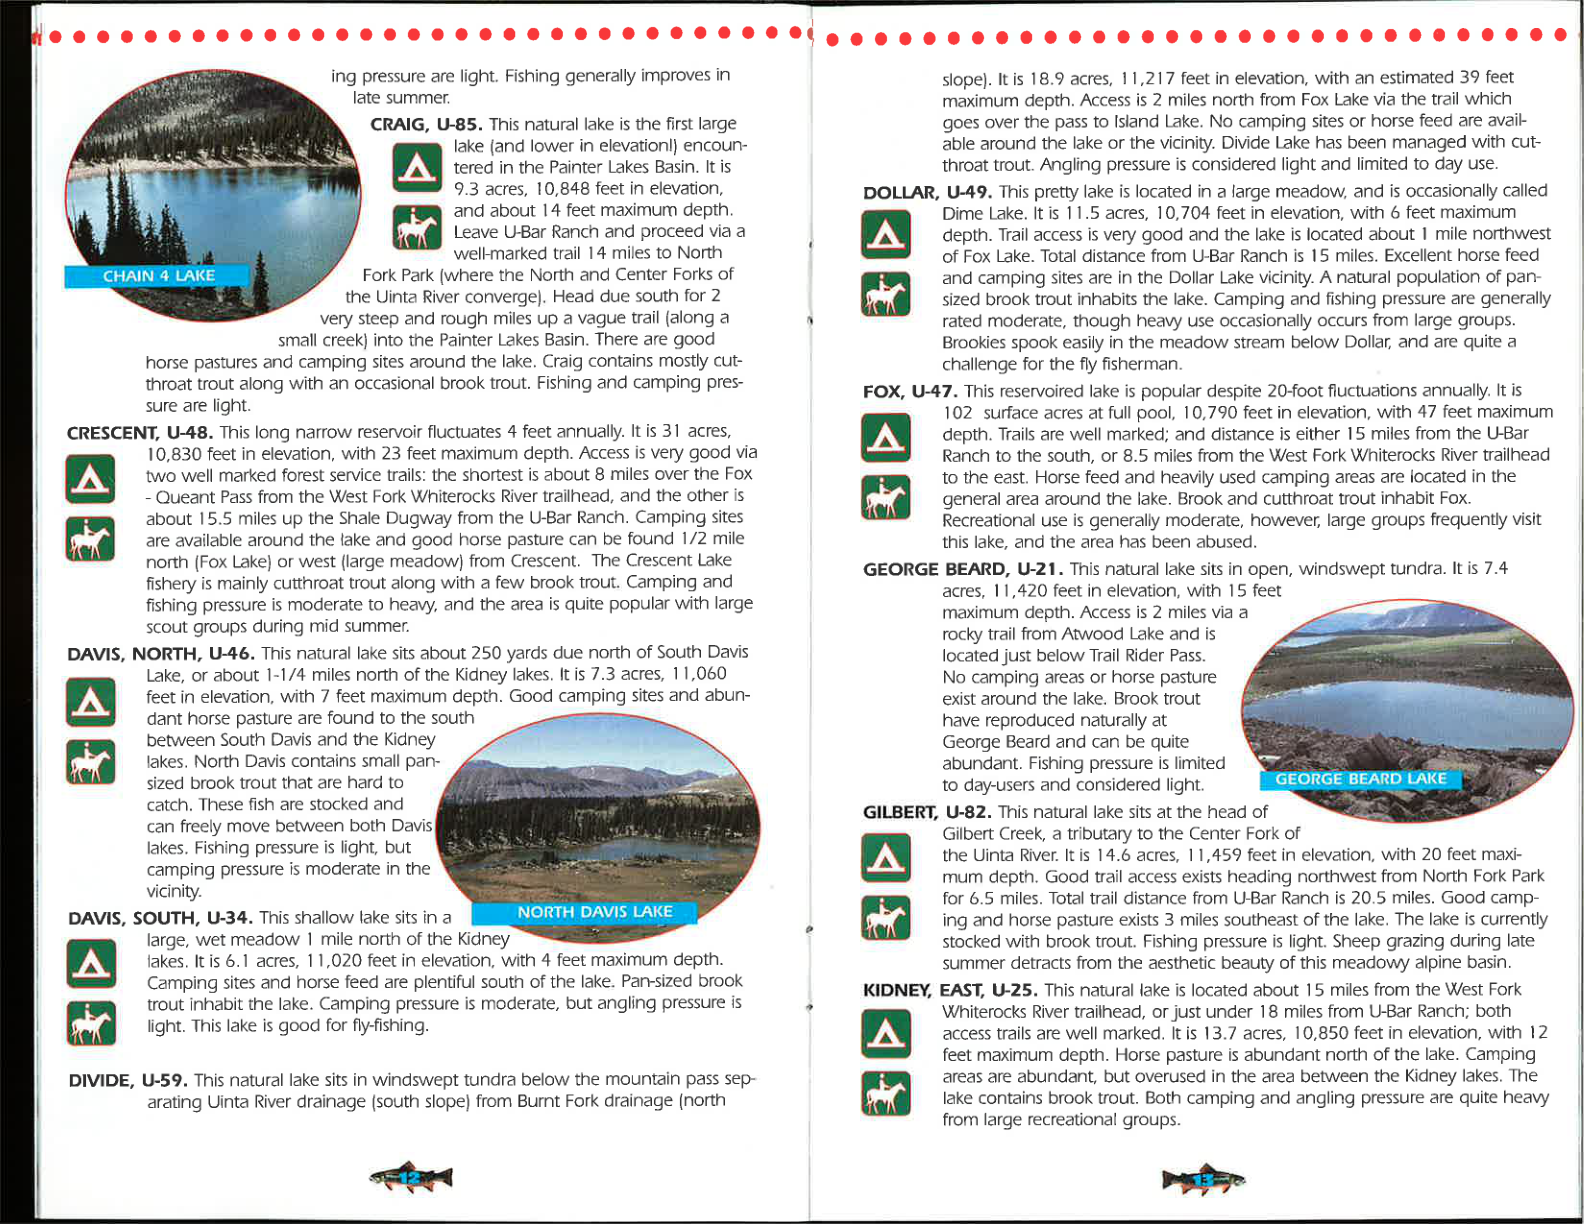 ing pressure are light. Fishing generally improves in
late summer.
CRAIG, U-85. This natural lake is the first large
lake (and lower in elevation!) encoun-
tered in the Painter Lakes Basin. It is
9.3 acres, 10,848 feet in elevation,
and about 14 feet maximum depth.
Leave U-Bar Ranch and proceed via a
well-marked trail 14 miles to North
Fork Park (where the North and Center Forks of
the Uinta River converge). Head due south for 2
very steep and rough miles up a vague trail (along a
small creek) into the Painter Lakes Basin. There are good
horse pastures and camping sites around the lake. Craig contains mostly cut-
throat trout along with an occasional brook trout. Fishing and camping pres-
sure are light.
CHAIN 4 LAKE
CRESCENT, U-48. This long narrow reservoir fluctuates 4 feet annually. It is 31 acres,
10,830 feet in elevation, with 23 feet maximum depth. Access is very good via
two well marked forest service trails: the shortest is about 8 miles over the Fox
- Queant Pass from the West Fork Whiterocks River trailhead, and the other is
about 15.5 miles up the Shale Dugway from the U-Bar Ranch. Camping sites
are available around the lake and good horse pasture can be found 1/2 mile
north (Fox Lake) or west (large meadow) from Crescent. The Crescent Lake
fishery is mainly cutthroat trout along with a few brook trout. Camping and
fishing pressure is moderate to heavy, and the area is quite popular with large
scout groups during mid summer.
DAVIS, NORTH, U-46. This natural lake sits about 250 yards due north of South Davis
Lake, or about 1-1/4 miles north of the Kidney lakes. It is 7.3 acres, 11,060
feet in elevation, with 7 feet maximum depth. Good camping sites and abun-
dant horse pasture are found to the south
between South Davis and the Kidney
lakes. North Davis contains small pan-
sized brook trout that are hard to
catch. These fish are stocked and
can freely move between both Davis
lakes. Fishing pressure is light, but
camping pressure is moderate in the
vicinity.
NORTH DAVIS LAKE
DAVIS, SOUTH, U-34. This shallow lake sits in a
large, wet meadow 1 mile north of the Kidney
lakes. It is 6.1 acres, 11,020 feet in elevation, with 4 feet maximum depth.
Camping sites and horse feed are plentiful south of the lake. Pan-sized brook
trout inhabit the lake. Camping pressure is moderate, but angling pressure is
light. This lake is good for fly-fishing.
DIVIDE, U-59. This natural lake sits in windswept tundra below the mountain pass sep-
arating Uinta River drainage (south slope) from Burnt Fork drainage (north
12
slope). It is 18.9 acres, 11,217 feet in elevation, with an estimated 39 feet
maximum depth. Access is 2 miles north from Fox Lake via the trail which
goes over the pass to Island Lake. No camping sites or horse feed are avail-
able around the lake or the vicinity. Divide Lake has been managed with cut-
throat trout. Angling pressure is considered light and limited to day use.
DOLLAR, U-49. This pretty lake is located in a large meadow, and is occasionally called
Dime Lake. It is 11.5 acres, 10,704 feet in elevation, with 6 feet maximum
depth. Trail access is very good and the lake is located about 1 mile northwest
of Fox Lake. Total distance from U-Bar Ranch is 15 miles. Excellent horse feed
and camping sites are in the Dollar Lake vicinity. A natural population of pan-
sized brook trout inhabits the lake. Camping and fishing pressure are generally
rated moderate, though heavy use occasionally occurs from large groups.
Brookies spook easily in the meadow stream below Dollar, and are quite a
challenge for the fly fisherman.
FOX, U-47. This reservoired lake is popular despite 20-foot fluctuations annually. It is
102 surface acres at full pool, 10,790 feet in elevation, with 47 feet maximum
depth. Trails are well marked; and distance is either 15 miles from the U-Bar
Ranch to the south, or 8.5 miles from the West Fork Whiterocks River trailhead
to the east. Horse feed and heavily used camping areas are located in the
general area around the lake. Brook and cutthroat trout inhabit Fox.
Recreational use is generally moderate, however, large groups frequently visit
this lake, and the area has been abused.
GEORGE BEARD, U-21. This natural lake sits in open, windswept tundra. It is 7.4
acres, 11,420 feet in elevation, with 15 feet
maximum depth. Access is 2 miles via a
rocky trail from Atwood Lake and is
located just below Trail Rider Pass.
No camping areas or horse pasture
exist around the lake. Brook trout
have reproduced naturally at
George Beard and can be quite
abundant. Fishing pressure is limited
to day-users and considered light.
GEORGE BEARD LAKE
GILBERT, U-82. This natural lake sits at the head of
Gilbert Creek, a tributary to the Center Fork of
the Uinta River. It is 14.6 acres, 11,459 feet in elevation, with 20 feet maxi-
mum depth. Good trail access exists heading northwest from North Fork Park
for 6.5 miles. Total trail distance from U-Bar Ranch is 20.5 miles. Good camp-
ing and horse pasture exists 3 miles southeast of the lake. The lake is currently
stocked with brook trout. Fishing pressure is light. Sheep grazing during late
summer detracts from the aesthetic beauty of this meadowy alpine basin.
KIDNEY, EAST, U-25. This natural lake is located about 15 miles from the West Fork
Whiterocks River trailhead, or just under 18 miles from U-Bar Ranch; both
access trails are well marked. It is 13.7 acres, 10,850 feet in elevation, with 12
feet maximum depth. Horse pasture is abundant north of the lake. Camping
areas are abundant, but overused in the area between the Kidney lakes. The
lake contains brook trout. Both camping and angling pressure are quite heavy
from large recreational groups.
13